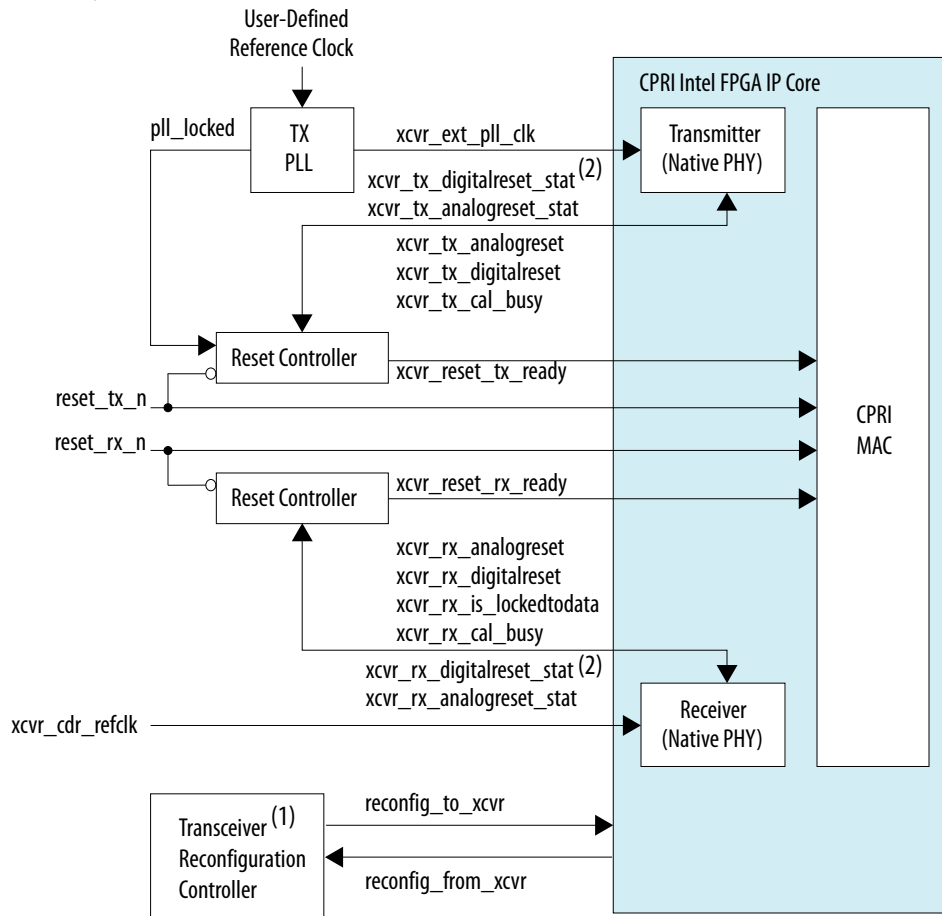 User-Defined
Reference Clock
CPRI Intel FPGA IP Core
pll_locked
TX
PLL
xcvr_ext_pll_clk
Transmitter
(Native PHY)
xcvr_tx_digitalreset_stat (2)
xcvr_tx_analogreset_stat
xcvr_tx_analogreset
xcvr_tx_digitalreset
xcvr_tx_cal_busy
Reset Controller
xcvr_reset_tx_ready
reset_tx_n
CPRI
MAC
reset_rx_n
Reset Controller
xcvr_reset_rx_ready
xcvr_rx_analogreset
xcvr_rx_digitalreset
xcvr_rx_is_lockedtodata
xcvr_rx_cal_busy
xcvr_rx_digitalreset_stat (2)
xcvr_rx_analogreset_stat
xcvr_cdr_refclk
Receiver
(Native PHY)
Transceiver (1)
Reconfiguration
Controller
reconfig_to_xcvr
reconfig_from_xcvr